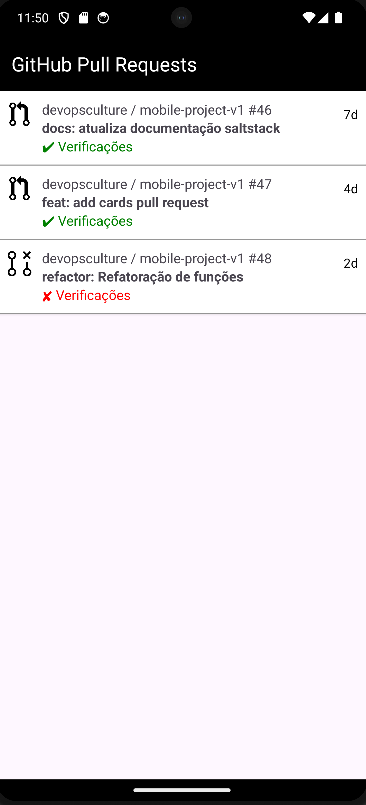 11:50
GitHub Pull Requests
devopsculture / mobile-project-v1 #46
7d
docs: atualiza documentação saltstack
✔ Verificações
devopsculture / mobile-project-v1 #47
4d
feat: add cards pull request
✔ Verificações
devopsculture / mobile-project-v1 #48
2d
refactor: Refatoração de funções
✘ Verificações